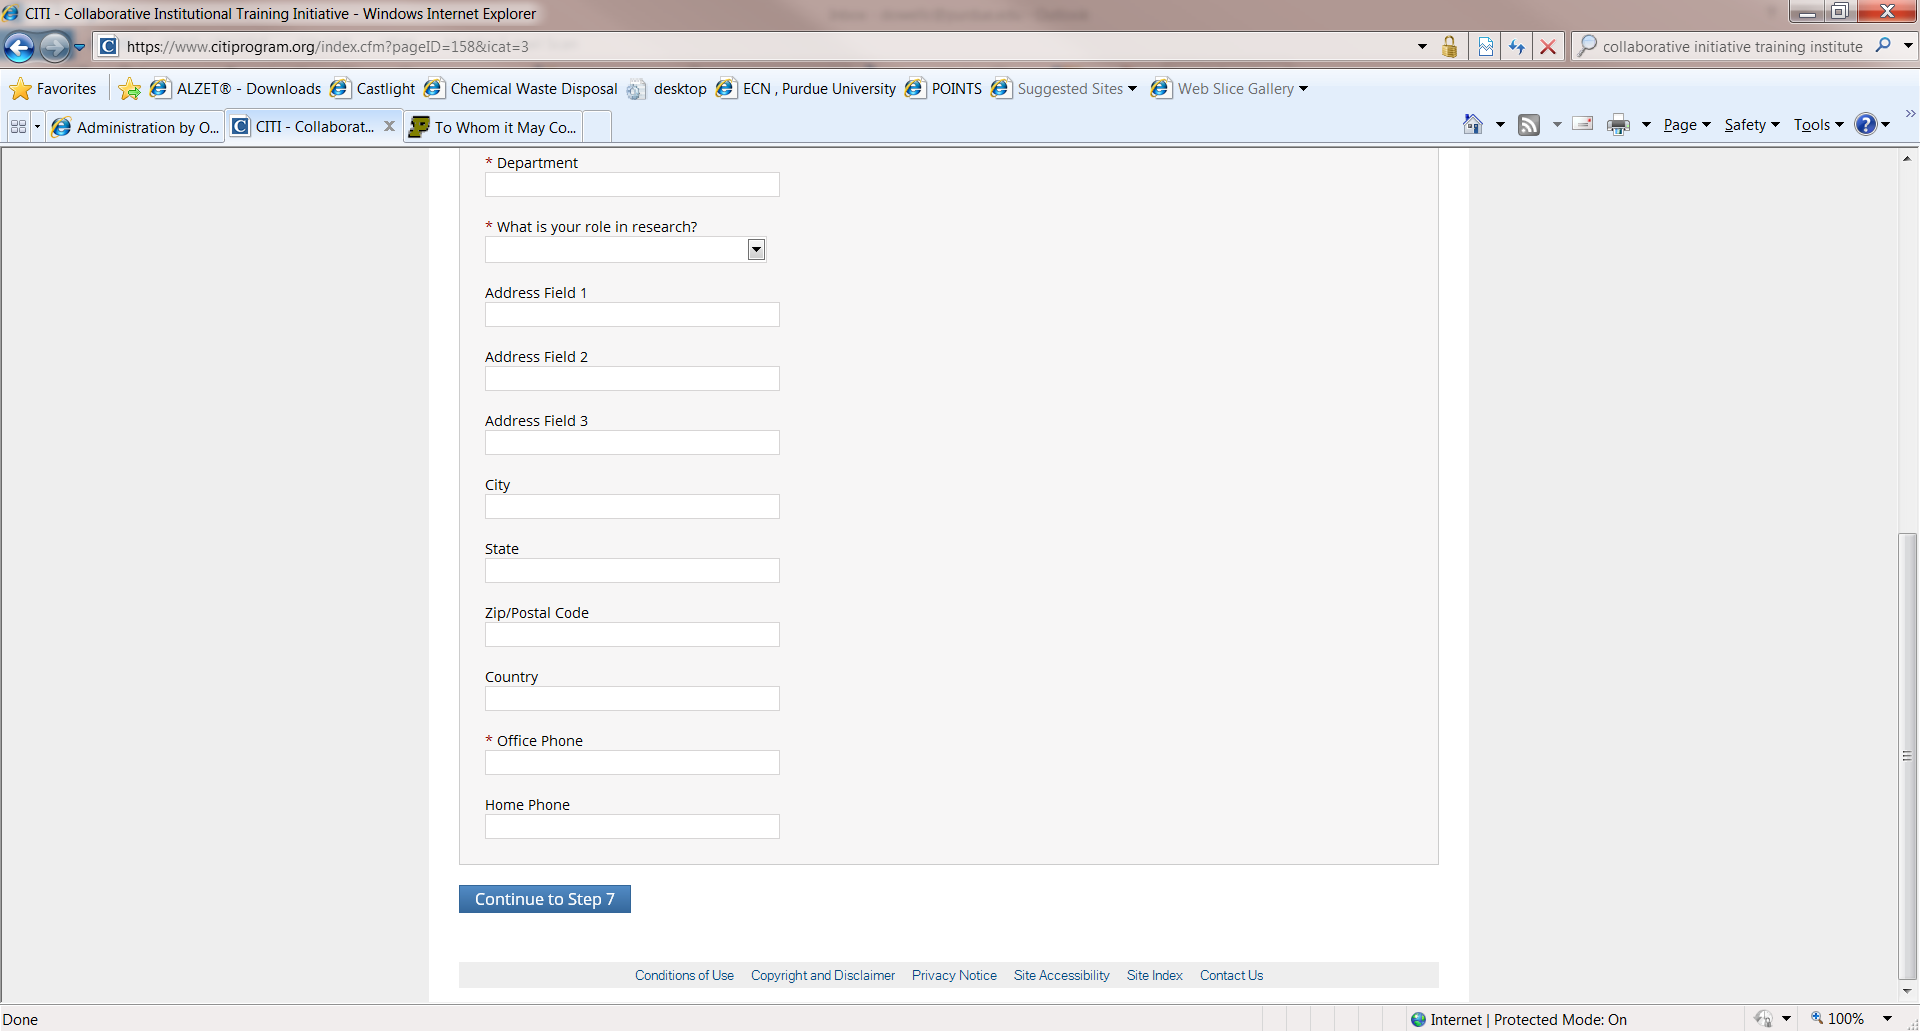 CITI - Collaborative Institutional Training Initiative - Windows Internet Explorer
https://www.citiprogram.org/index.cfm?pageID=158&icat=3
collaborative initiative training institute
Favorites ALZET® - Downloads Castlight Chemical Waste Disposal desktop ECN , Purdue University POINTS Suggested Sites Web Slice Gallery
Administration by O... CITI - Collaborat... To Whom it May Co... Page Safety Tools
* Department
* What is your role in research?
Address Field 1
Address Field 2
Address Field 3
City
State
Zip/Postal Code
Country
* Office Phone
Home Phone
Continue to Step 7
Conditions of Use Copyright and Disclaimer Privacy Notice Site Accessibility Site Index Contact Us
Done Internet | Protected Mode: On 100%